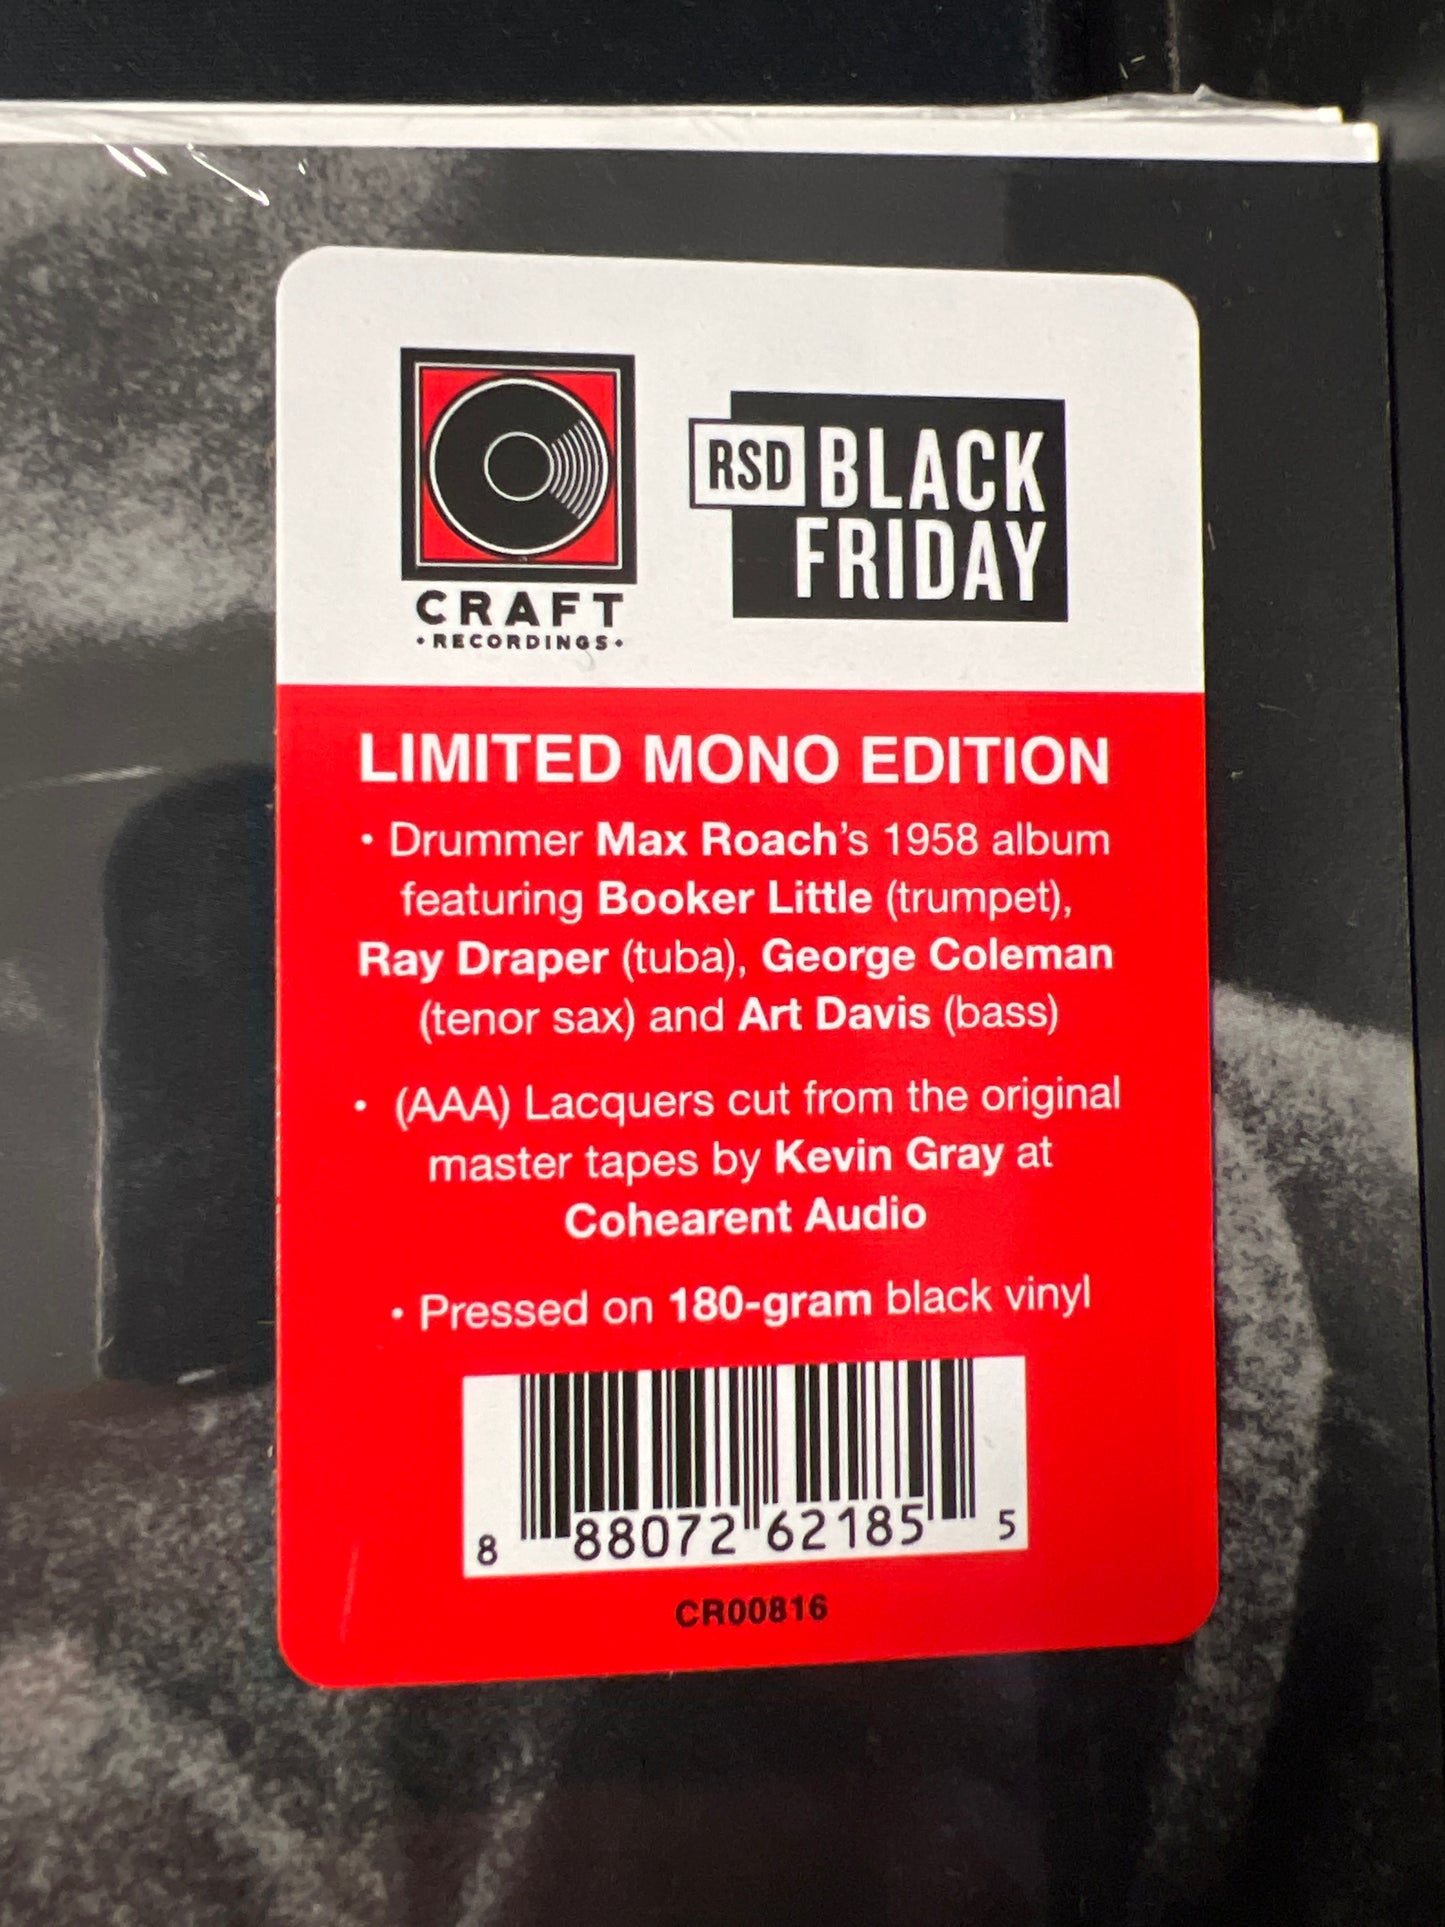 CRAFT
• RECORDINGS •
RSD BLACK
FRIDAY
LIMITED MONO EDITION
• Drummer Max Roach's 1958 album
featuring Booker Little (trumpet),
Ray Draper (tuba), George Coleman
(tenor sax) and Art Davis (bass)
• (AAA) Lacquers cut from the original
master tapes by Kevin Gray at
Cohearent Audio
• Pressed on 180-gram black vinyl
8 88072 62185 5
CR00816